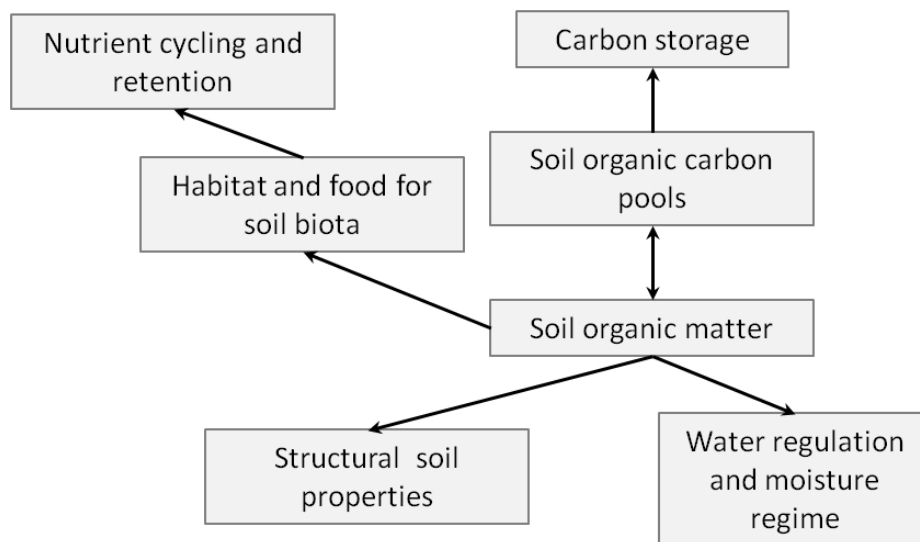 Nutrient cycling and
retention
Carbon storage
Habitat and food for
soil biota
Soil organic carbon
pools
Soil organic matter
Structural  soil
properties
Water regulation
and moisture
regime